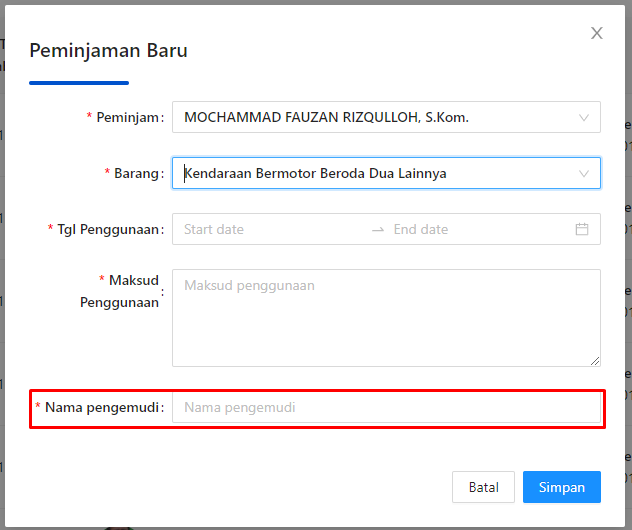 Peminjaman Baru
* Peminjam: MOCHAMMAD FAUZAN RIZQULLOH, S.Kom.
* Barang: Kendaraan Bermotor Beroda Dua Lainnya
* Tgl Penggunaan: Start date → End date
* Maksud Penggunaan: Maksud penggunaan
* Nama pengemudi: Nama pengemudi
Batal Simpan